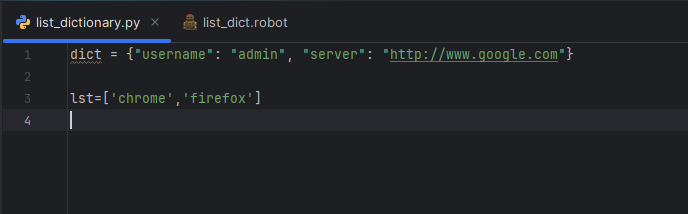 list_dictionary.py × list_dict.robot
1 dict = {"username": "admin", "server": "http://www.google.com"}
2
3 lst=['chrome','firefox']
4